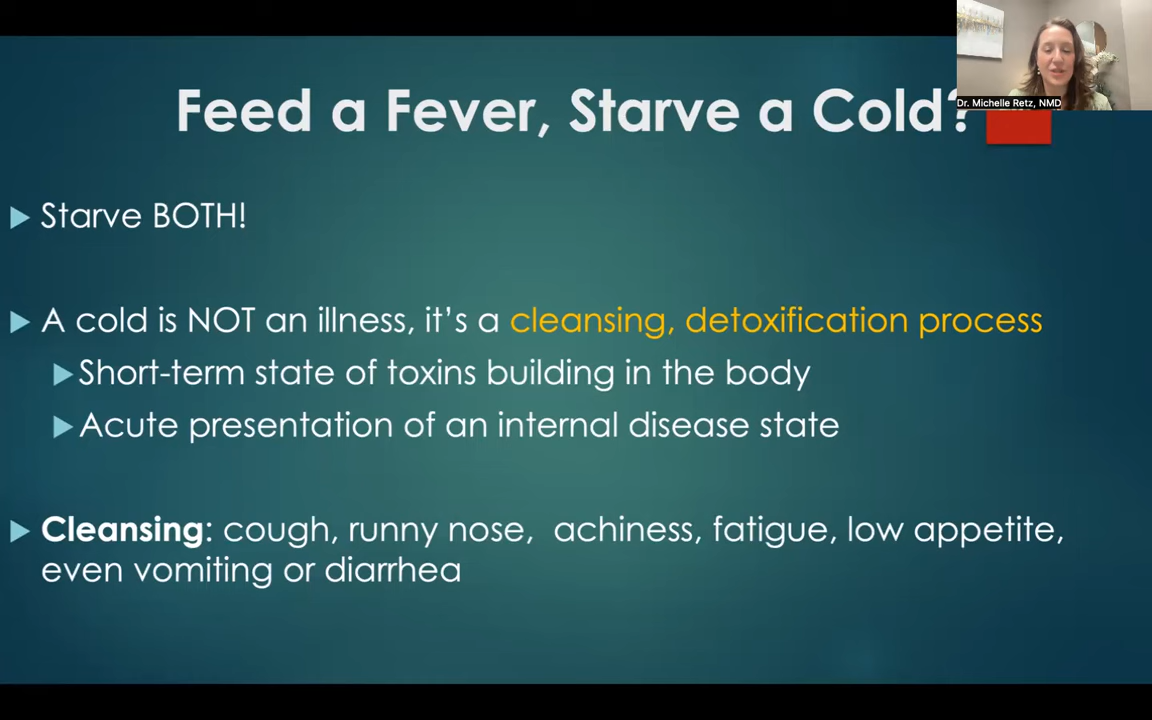 Feed a Fever, Starve a Cold?
Dr. Michelle Retz, NMD
Starve BOTH!
A cold is NOT an illness, it's a cleansing, detoxification process
Short-term state of toxins building in the body
Acute presentation of an internal disease state
Cleansing: cough, runny nose, achiness, fatigue, low appetite,
even vomiting or diarrhea